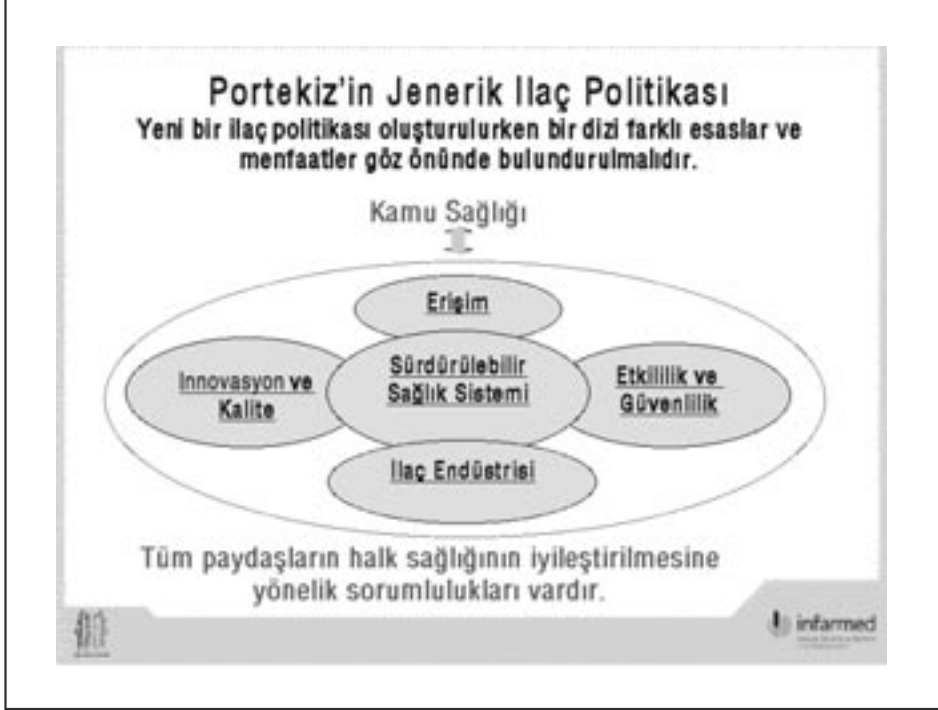 Portekiz'in Jenerik Ilaç Politikası
Yeni bir ilaç politikası oluşturulurken bir dizi farklı esaslar ve
menfaatler göz önünde bulundurulmalıdır.
Kamu Sağlığı
Erişim
Innovasyon ve
Kalite
Sürdürülebilir
Sağlık Sistemi
Etkililik ve
Güvenlilik
İlaç Endüstrisi
Tüm paydaşların halk sağlığının iyileştirilmesine
yönelik sorumlulukları vardır.
infarmed